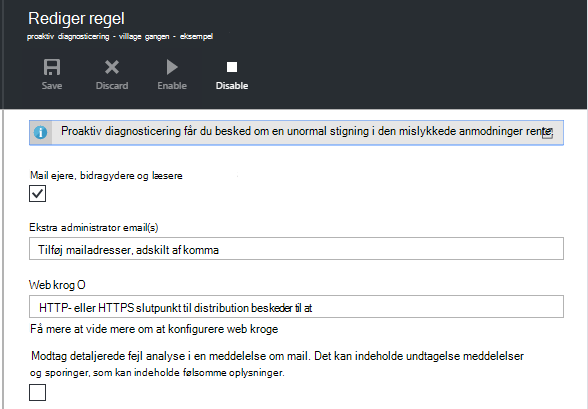 Rediger regel
proaktiv diagnosticering - village gangen - eksempel
Save Discard Enable Disable
Proaktiv diagnosticering får du besked om en unormal stigning i den mislykkede anmodninger rente
Mail ejere, bidragydere og læsere
Ekstra administrator email(s)
Tilføj mailadresser, adskilt af komma
Web krog O
HTTP- eller HTTPS slutpunkt til distribution beskeder til at
Få mere at vide mere om at konfigurere web kroge
Modtag detaljerede fejl analyse i en meddelelse om mail. Det kan indeholde undtagelse meddelelser
og sporinger, som kan indeholde følsomme oplysninger.